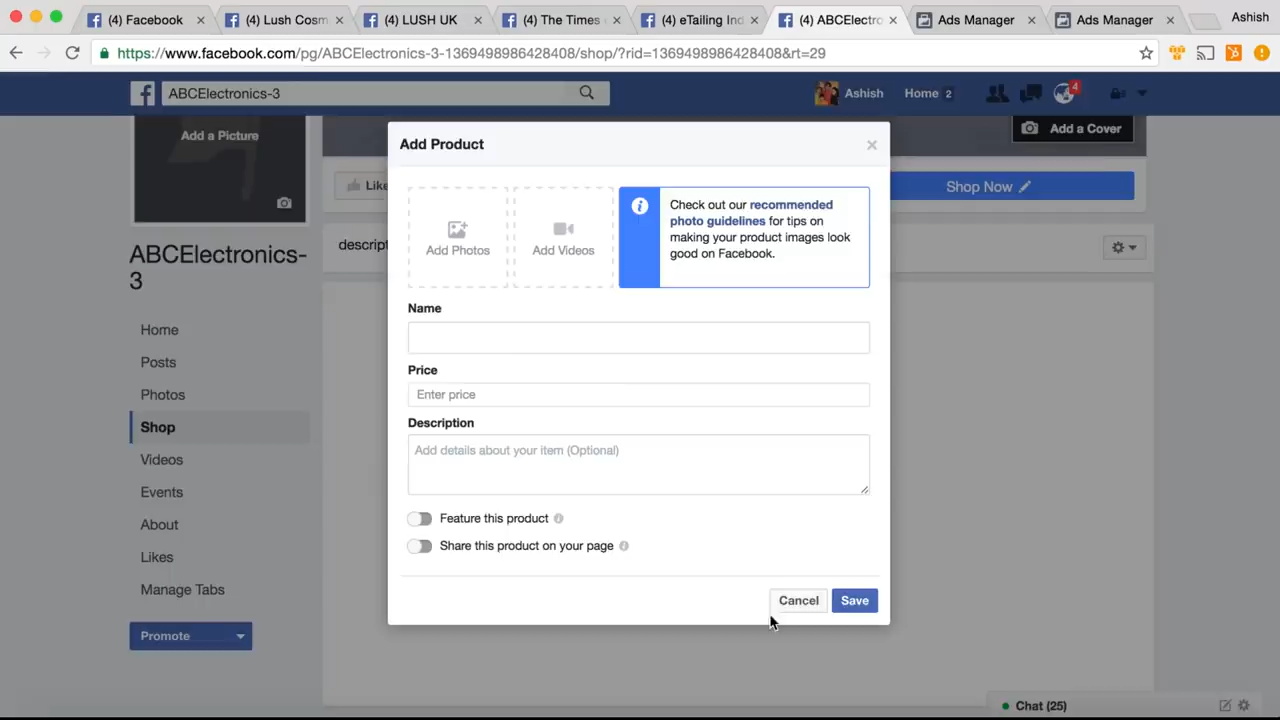 (4) Facebook
(4) Lush Cosm
(4) LUSH UK
(4) The Times
(4) eTailing Ind
(4) ABCElectro
Ads Manager
Ads Manager
Ashish
https://www.facebook.com/pg/ABCElectronics-3-1369498986428408/shop/?rid=1369498986428408&rt=29
ABCElectronics-3
Ashish
Home 2
4
Add a Picture
Add a Cover
Like
Shop Now
descript
ABCElectronics-
3
Home
Posts
Photos
Shop
Videos
Events
About
Likes
Manage Tabs
Promote
Add Product
Add Photos
Add Videos
Check out our recommended
photo guidelines for tips on
making your product images look
good on Facebook.
Name
Price
Enter price
Description
Add details about your item (Optional)
Feature this product
Share this product on your page
Cancel
Save
Chat (25)